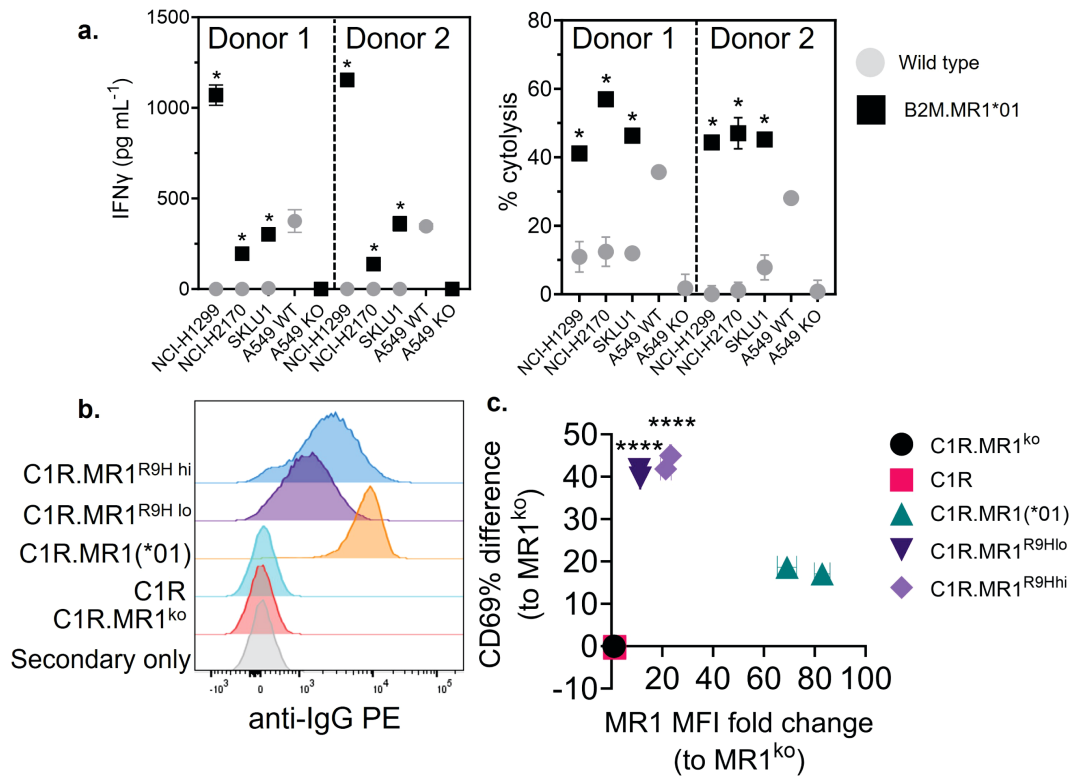 a.
Donor 1
Donor 2
1500
1000
500
0
IFNγ (pg mL⁻¹)
*
*
*
*
*
*
NCI-H1299
NCI-H2170
SKLU1
A549 WT
A549 KO
NCI-H1299
NCI-H2170
SKLU1
A549 WT
A549 KO
Donor 1
Donor 2
80
60
40
20
0
% cytolysis
*
*
*
*
*
*
NCI-H1299
NCI-H2170
SKLU1
A549 WT
A549 KO
NCI-H1299
NCI-H2170
SKLU1
A549 WT
A549 KO
Wild type
B2M.MR1*01
b.
C1R.MR1ᴿ⁹ᴴ ʰⁱ
C1R.MR1ᴿ⁹ᴴ ˡᵒ
C1R.MR1(*01)
C1R
C1R.MR1ᵏᵒ
Secondary only
-10³ 0 10³ 10⁴ 10⁵
anti-IgG PE
c.
CD69% difference
(to MR1ᵏᵒ)
50
40
30
20
10
0
-10
****
****
20 40 60 80 100
MR1 MFI fold change
(to MR1ᵏᵒ)
C1R.MR1ᵏᵒ
C1R
C1R.MR1(*01)
C1R.MR1ᴿ⁹ᴴˡᵒ
C1R.MR1ᴿ⁹ᴴʰⁱ